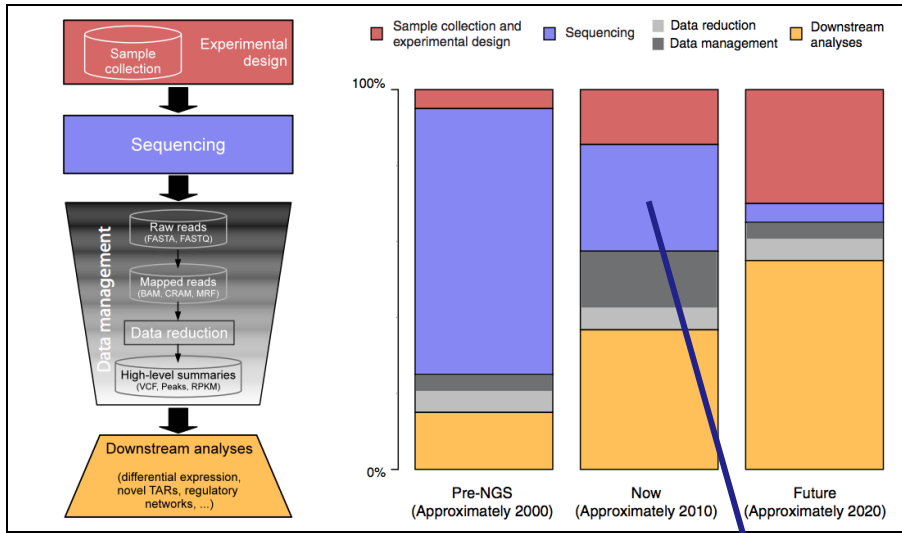 Sample
collection
Experimental
design
Sequencing
Data management
Raw reads
(FASTA, FASTQ)
Mapped reads
(BAM, CRAM, MRF)
Data reduction
High-level summaries
(VCF, Peaks, RPKM)
Downstream analyses
(differential expression,
novel TARs, regulatory
networks, ...)
Sample collection and
experimental design
Sequencing
Data reduction
Data management
Downstream
analyses
100%
0%
Pre-NGS
(Approximately 2000)
Now
(Approximately 2010)
Future
(Approximately 2020)